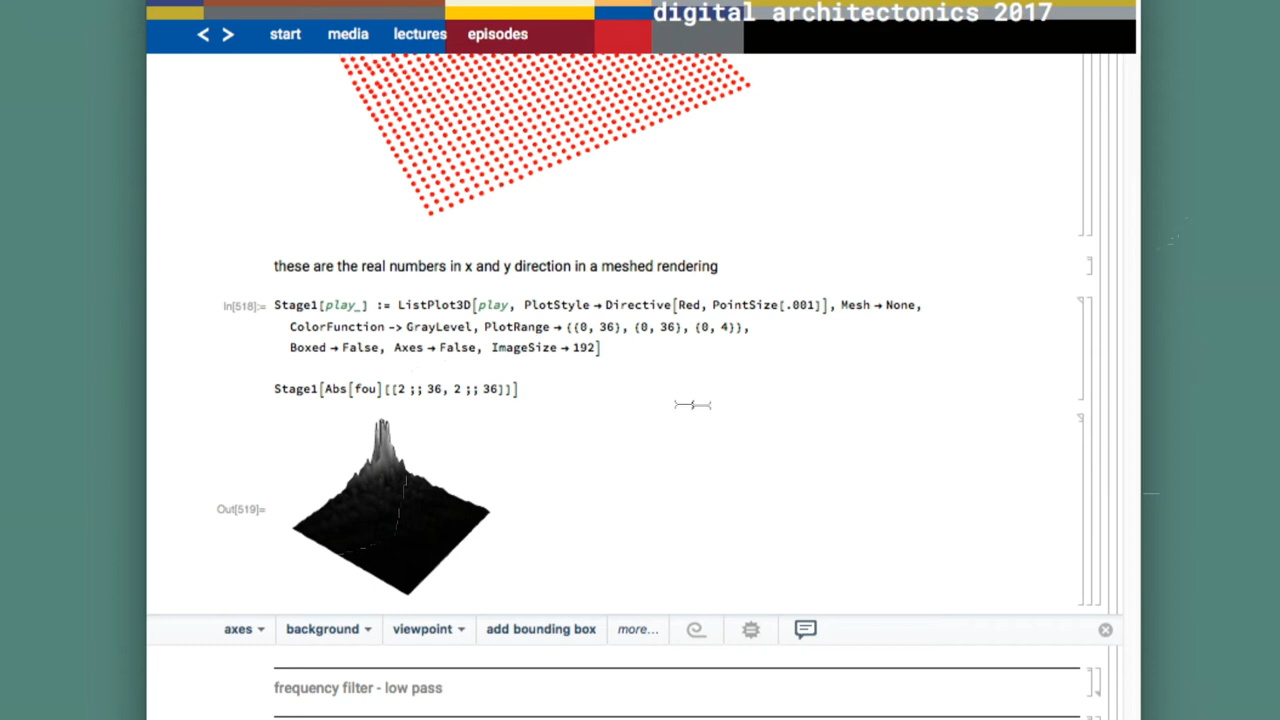 digital architectonics 2017
< > start media lectures episodes
these are the real numbers in x and y direction in a meshed rendering
In[518]:= Stage1[play_] := ListPlot3D[play, PlotStyle → Directive[Red, PointSize[.001]], Mesh → None,
ColorFunction -> GrayLevel, PlotRange → {{0, 36}, {0, 36}, {0, 4}},
Boxed → False, Axes → False, ImageSize → 192]
Stage1[Abs[fou][[2 ;; 36, 2 ;; 36]]]
Out[519]=
axes background viewpoint add bounding box more...
frequency filter - low pass